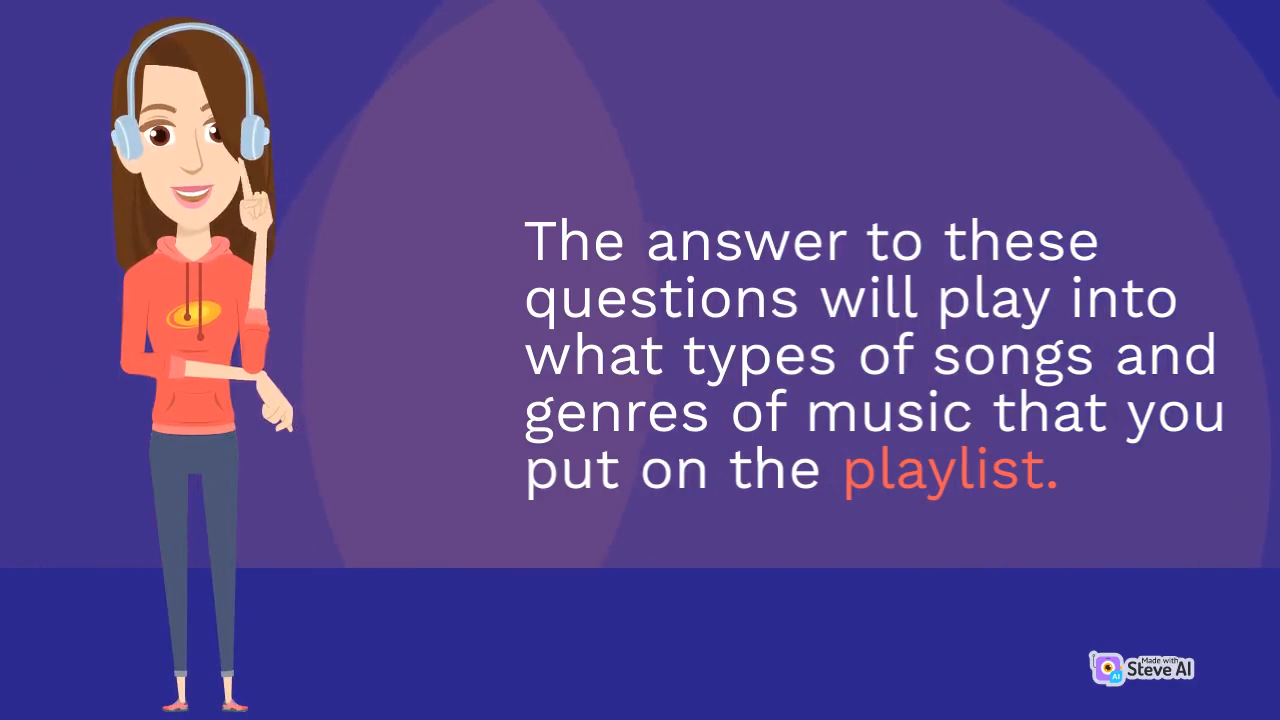 The answer to these
questions will play into
what types of songs and
genres of music that you
put on the playlist.
Made with
Steve AI
AI